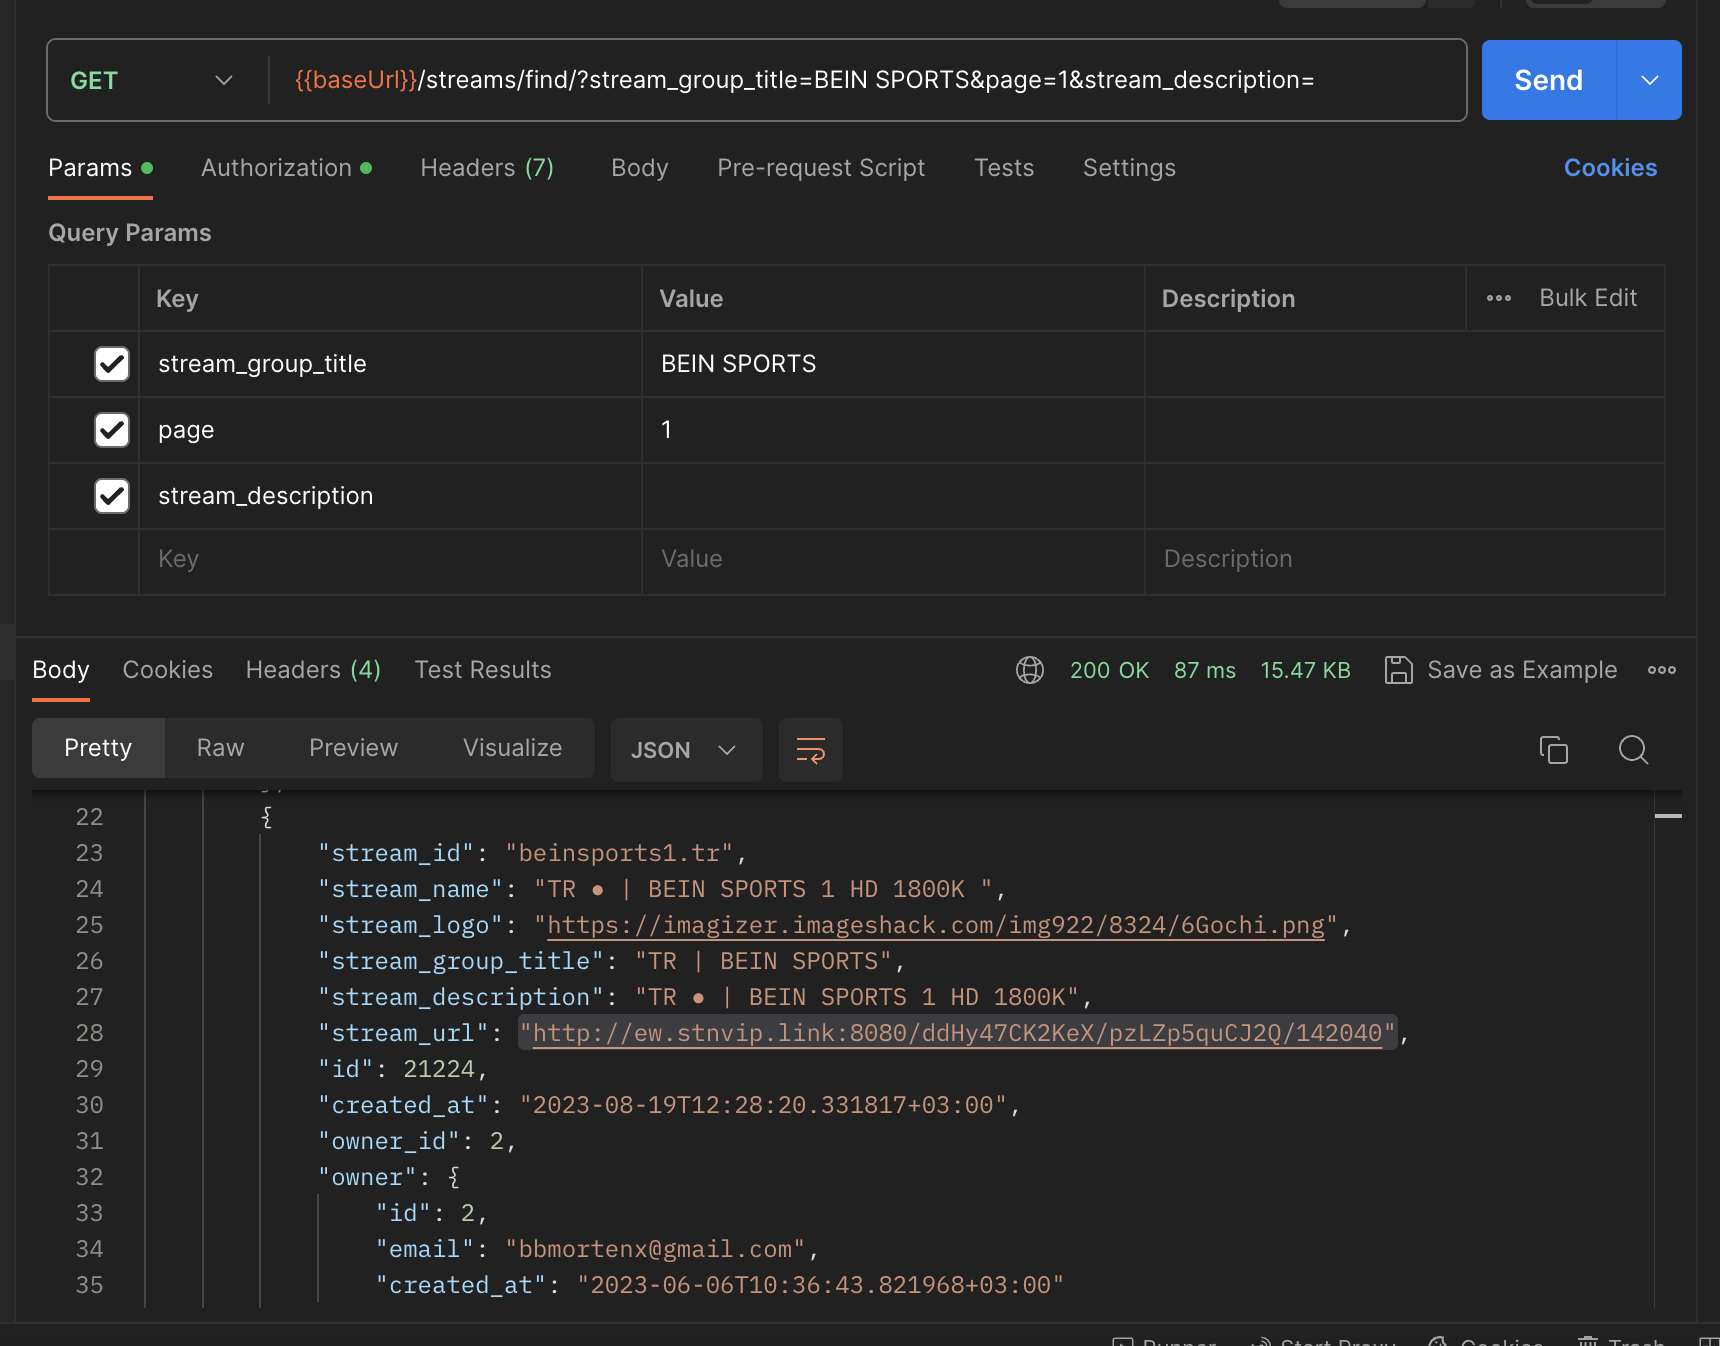 GET {{baseUrl}}/streams/find/?stream_group_title=BEIN SPORTS&page=1&stream_description= Send
Params Authorization Headers (7) Body Pre-request Script Tests Settings Cookies
Query Params
Key Value Description Bulk Edit
stream_group_title BEIN SPORTS
page 1
stream_description
Key Value Description
Body Cookies Headers (4) Test Results 200 OK 87 ms 15.47 KB Save as Example
Pretty Raw Preview Visualize JSON
22 {
23 "stream_id": "beinsports1.tr",
24 "stream_name": "TR ● | BEIN SPORTS 1 HD 1800K ",
25 "stream_logo": "https://imagizer.imageshack.com/img922/8324/6Gochi.png",
26 "stream_group_title": "TR | BEIN SPORTS",
27 "stream_description": "TR ● | BEIN SPORTS 1 HD 1800K",
28 "stream_url": "http://ew.stnvip.link:8080/ddHy47CK2KeX/pzLZp5quCJ2Q/142040",
29 "id": 21224,
30 "created_at": "2023-08-19T12:28:20.331817+03:00",
31 "owner_id": 2,
32 "owner": {
33 "id": 2,
34 "email": "bbmortenx@gmail.com",
35 "created_at": "2023-06-06T10:36:43.821968+03:00"
Runner Start Proxy Cookies Trash